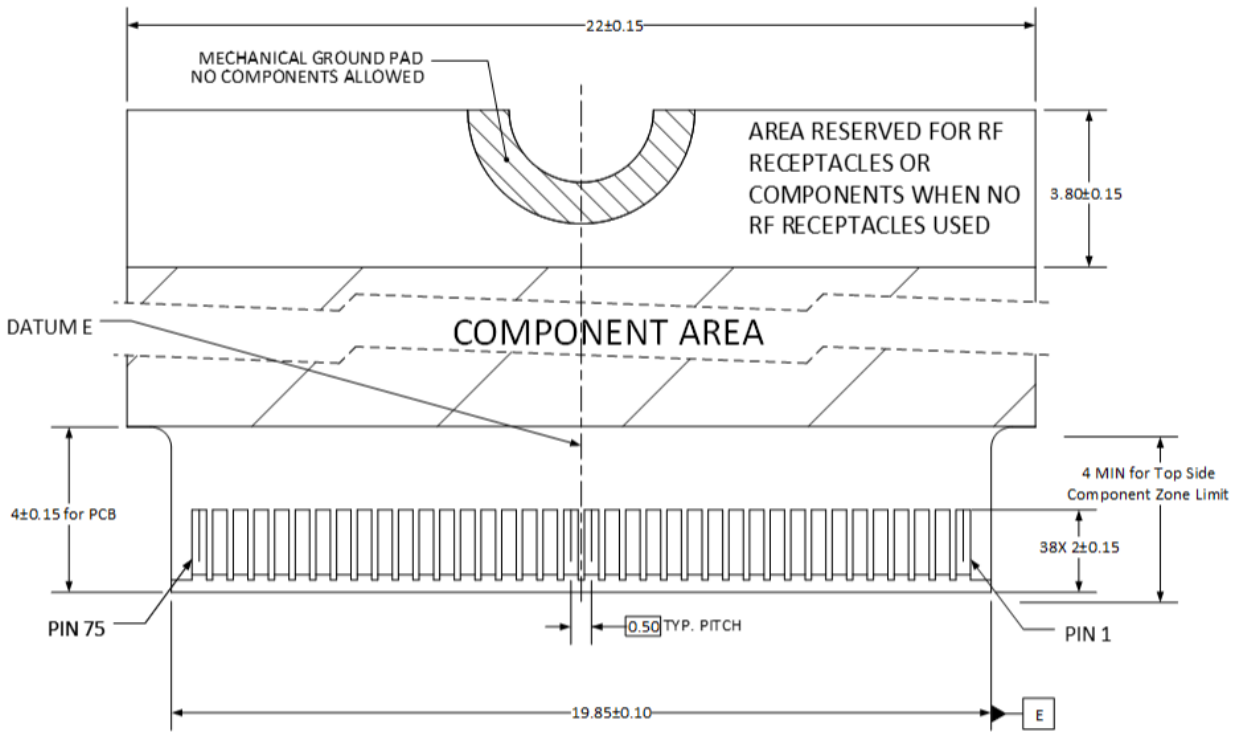 22±0.15
MECHANICAL GROUND PAD
NO COMPONENTS ALLOWED
AREA RESERVED FOR RF
RECEPTACLES OR
COMPONENTS WHEN NO
RF RECEPTACLES USED
3.80±0.15
DATUM E
COMPONENT AREA
4 MIN for Top Side
Component Zone Limit
4±0.15 for PCB
38X 2±0.15
PIN 75
0.50 TYP. PITCH
PIN 1
19.85±0.10
E